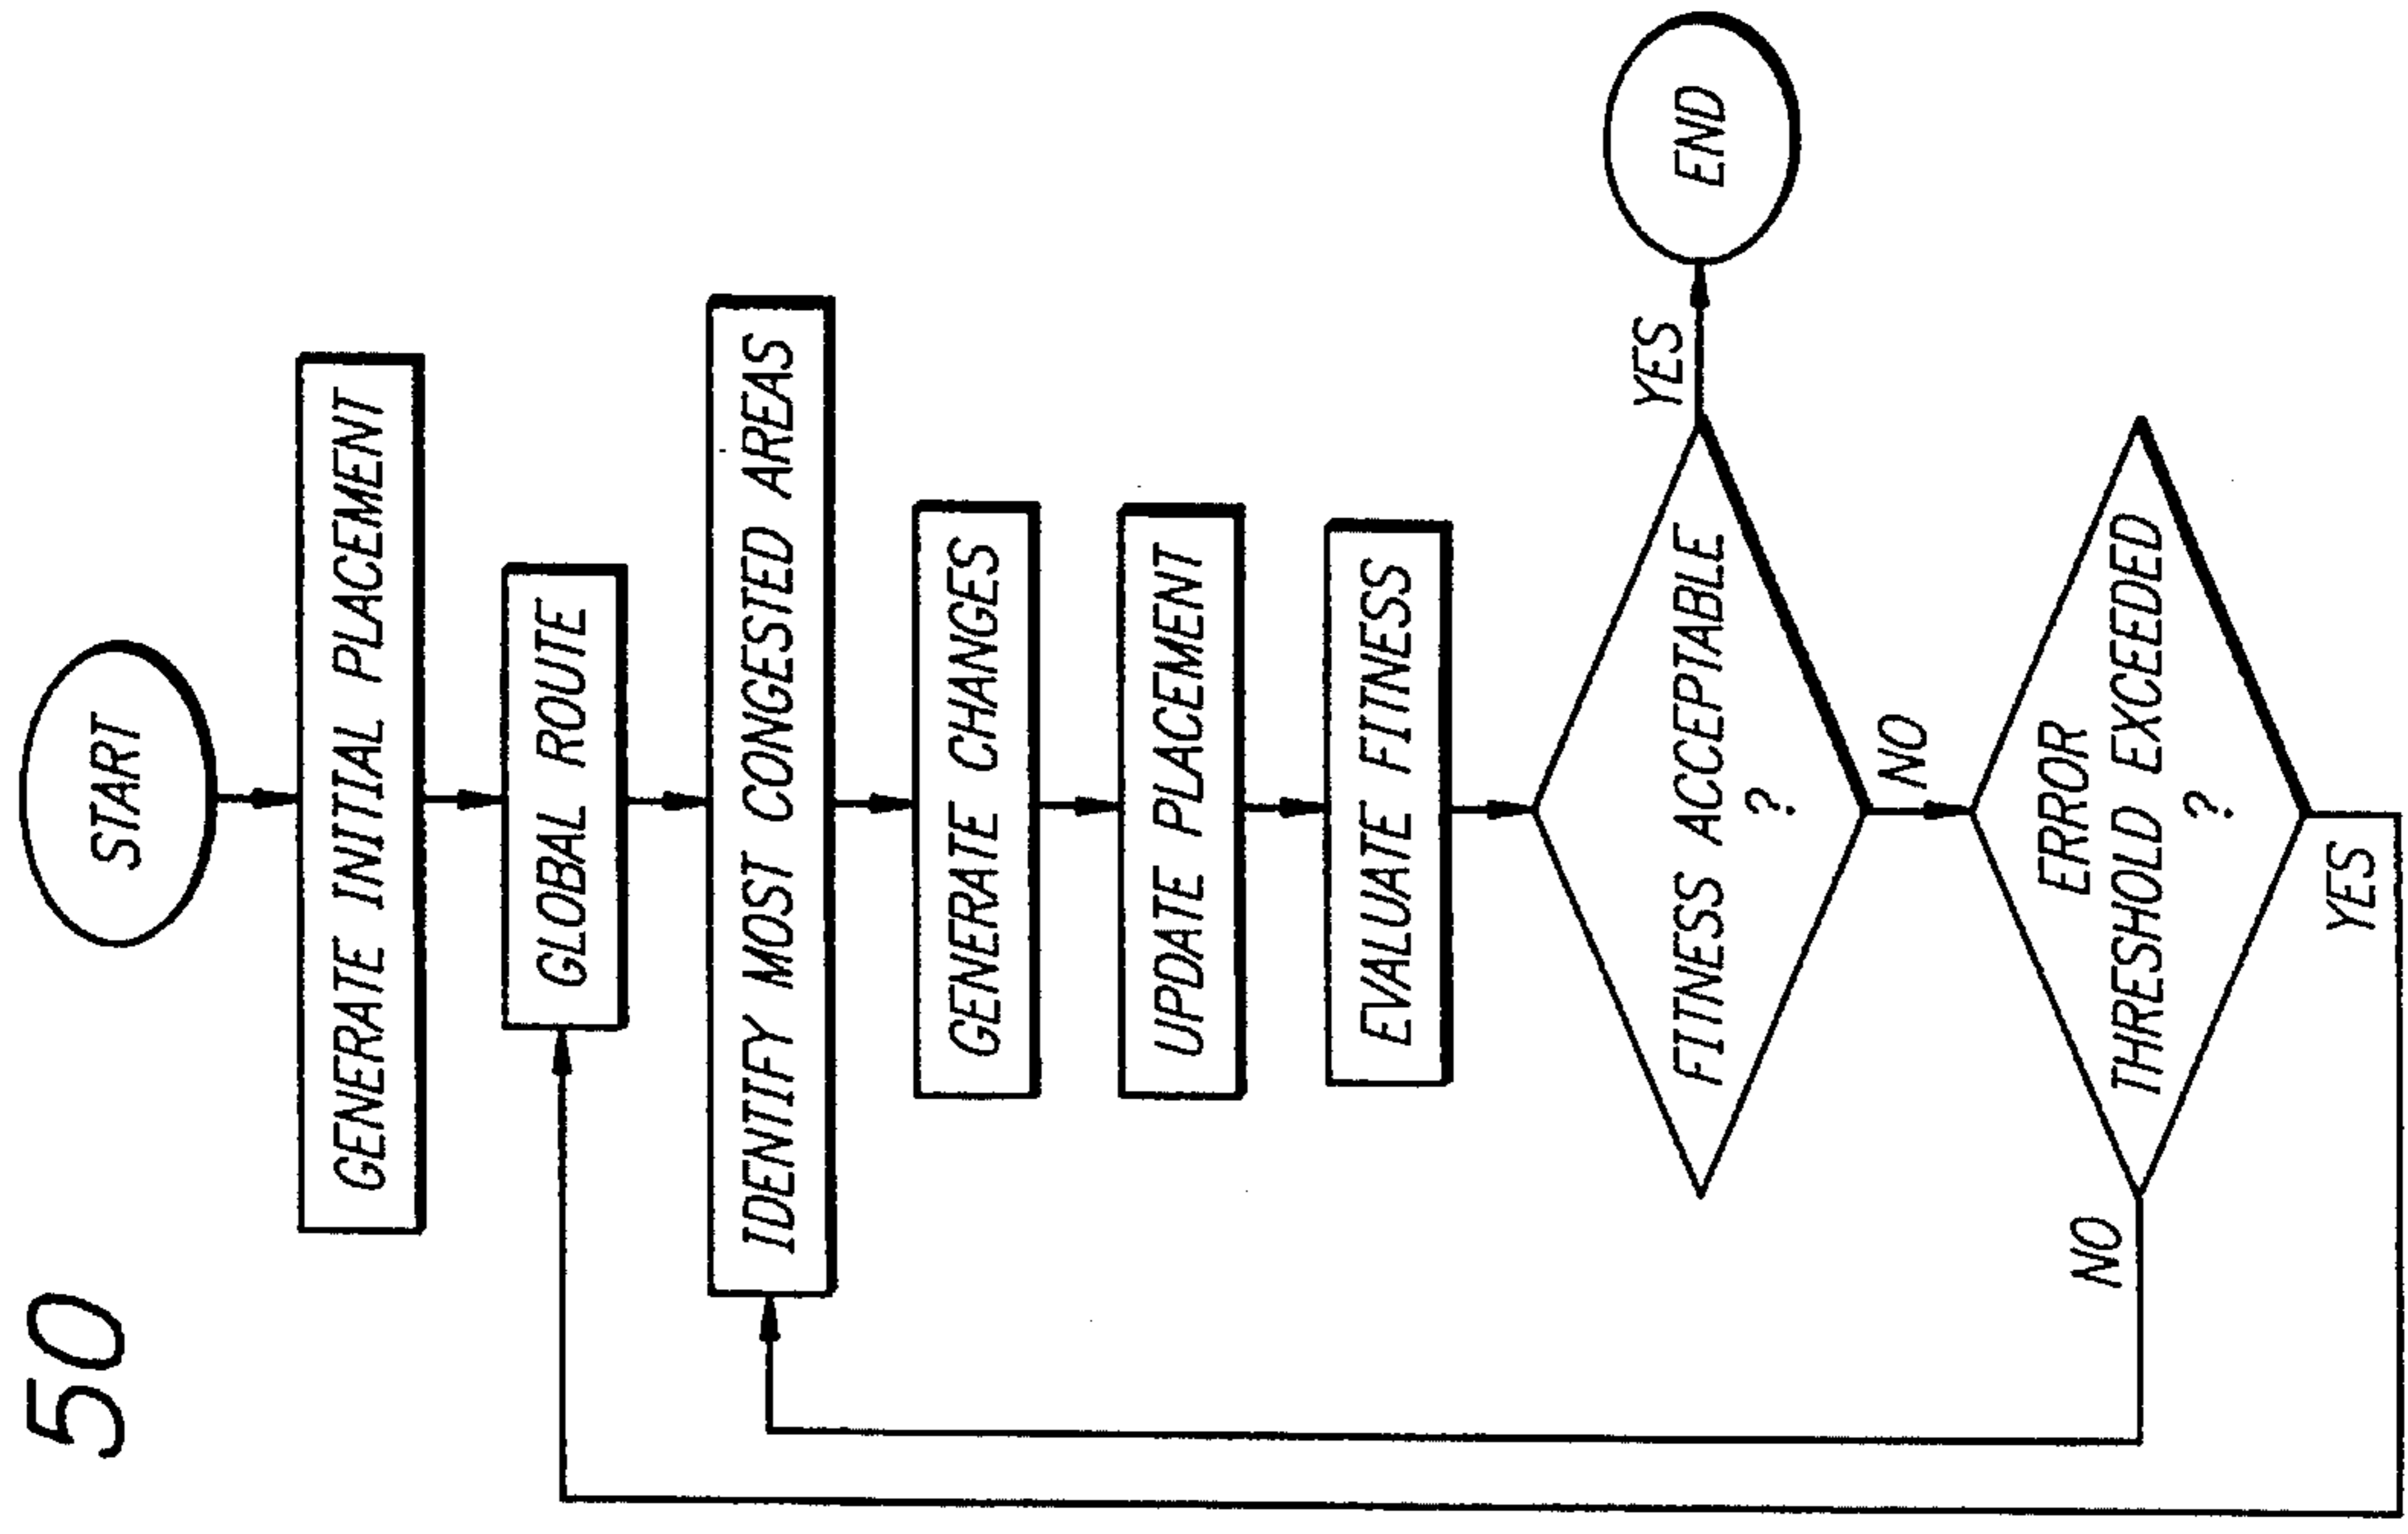 50
START
GENERATE INITIAL PLACEMENT
GLOBAL ROUTE
IDENTIFY MOST CONGESTED AREAS
GENERATE CHANGES
UPDATE PLACEMENT
EVALUATE FITNESS
FITNESS ACCEPTABLE
?
YES
END
NO
ERROR
THRESHOLD EXCEEDED
?
NO
YES